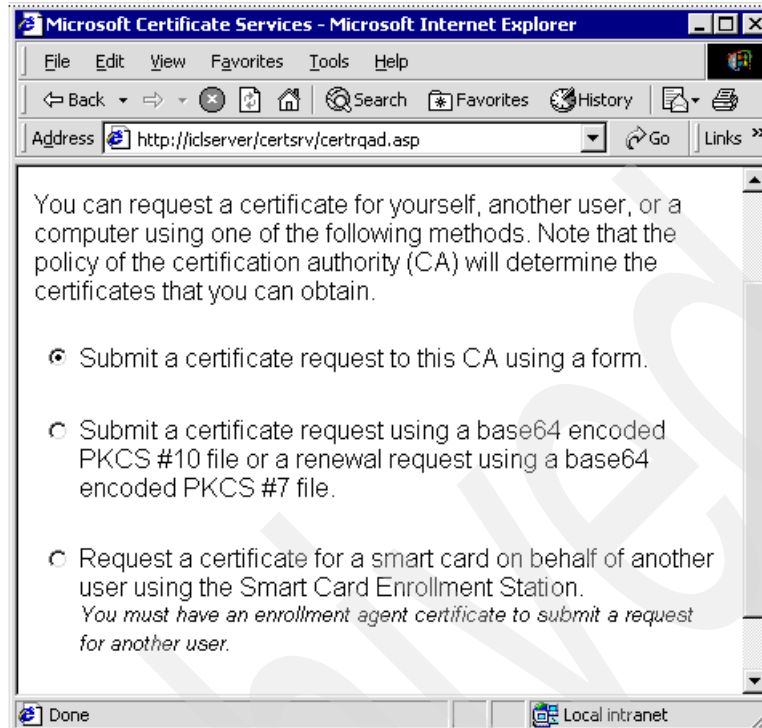 Microsoft Certificate Services - Microsoft Internet Explorer
File Edit View Favorites Tools Help
Back Search Favorites History
Address http://iclserver/certsrv/certrqad.asp Go Links »
You can request a certificate for yourself, another user, or a
computer using one of the following methods. Note that the
policy of the certification authority (CA) will determine the
certificates that you can obtain.
Submit a certificate request to this CA using a form.
Submit a certificate request using a base64 encoded
PKCS #10 file or a renewal request using a base64
encoded PKCS #7 file.
Request a certificate for a smart card on behalf of another
user using the Smart Card Enrollment Station.
You must have an enrollment agent certificate to submit a request
for another user.
Done Local intranet